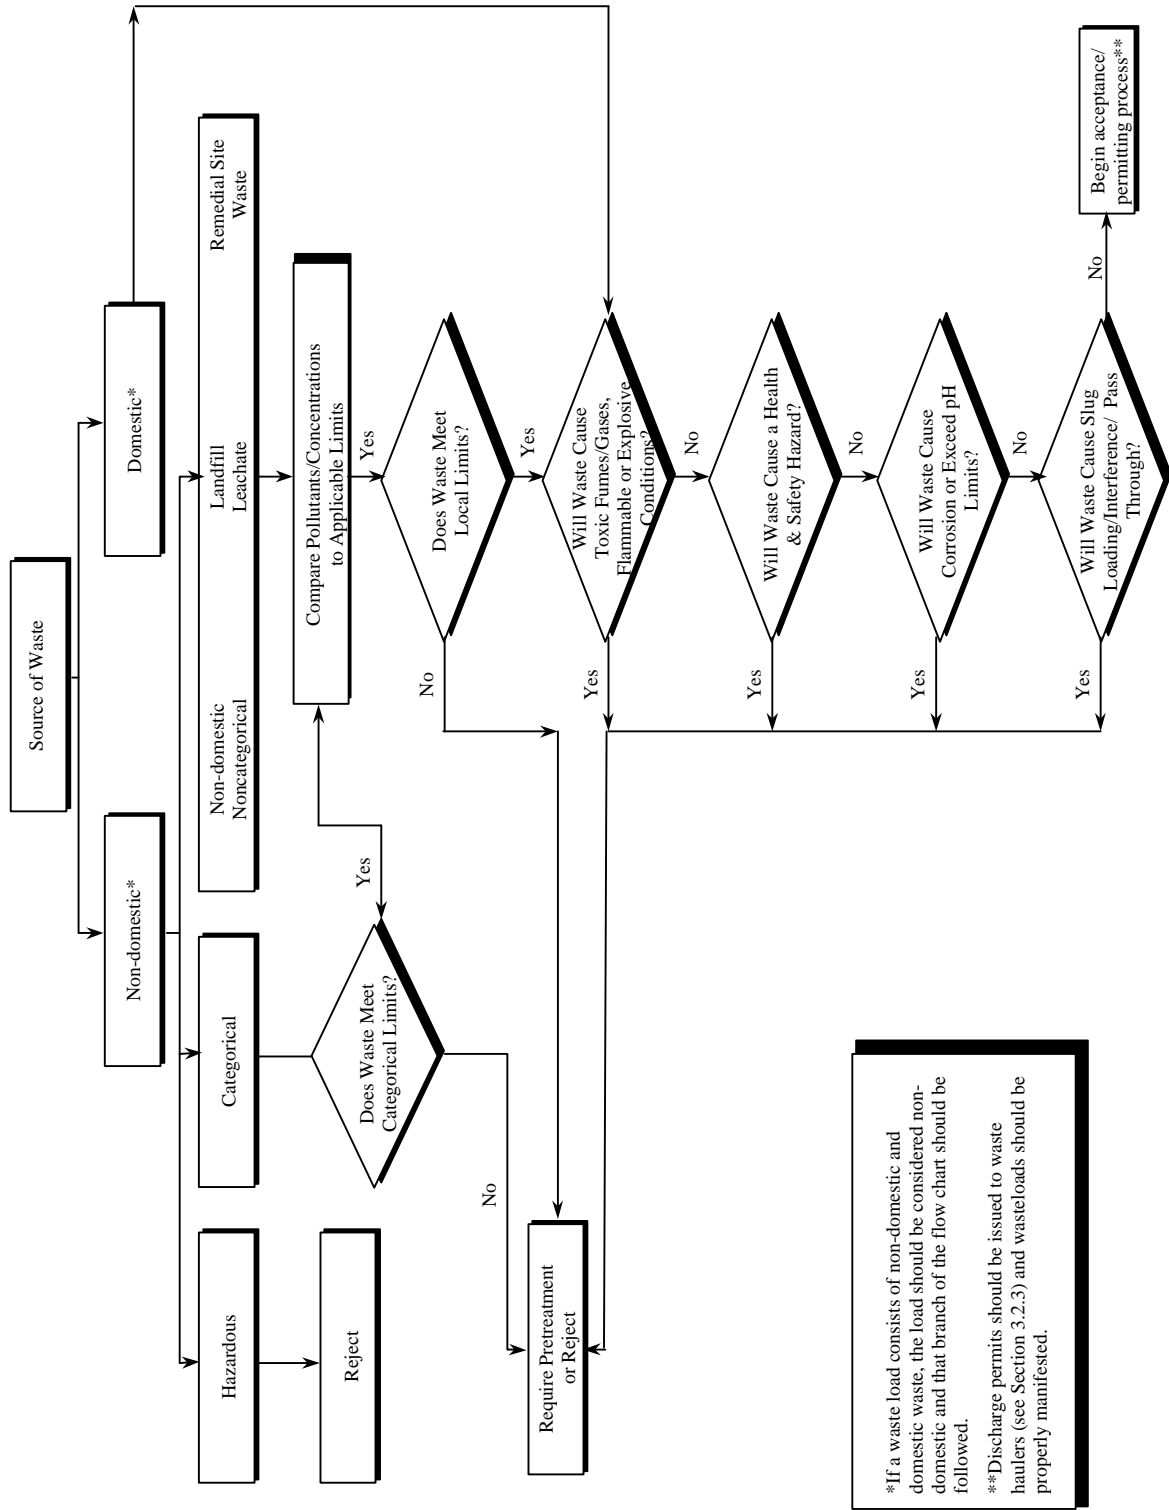 Source of Waste
Non-domestic*
Domestic*
Hazardous
Categorical
Non-domestic
Noncategorical
Landfill
Leachate
Remedial Site
Waste
Reject
Does Waste Meet
Categorical Limits?
Yes
No
Compare Pollutants/Concentrations
to Applicable Limits
Yes
Does Waste Meet
Local Limits?
No
Yes
Require Pretreatment
or Reject
Will Waste Cause
Toxic Fumes/Gases,
Flammable or Explosive
Conditions?
Yes
No
Will Waste Cause a Health
& Safety Hazard?
Yes
No
Will Waste Cause
Corrosion or Exceed pH
Limits?
Yes
No
Will Waste Cause Slug
Loading/Interference/ Pass
Through?
Yes
No
Begin acceptance/
permitting process**
*If a waste load consists of non-domestic and
domestic waste, the load should be considered non-
domestic and that branch of the flow chart should be
followed.
**Discharge permits should be issued to waste
haulers (see Section 3.2.3) and wasteloads should be
properly manifested.